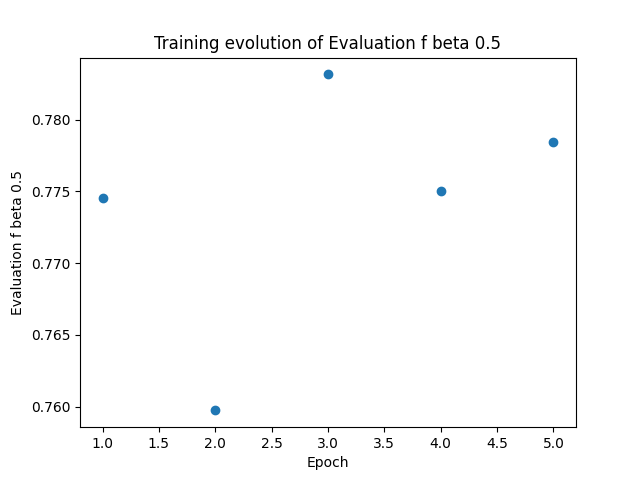 Training evolution of Evaluation f beta 0.5
0.780
0.775
0.770
0.765
0.760
Evaluation f beta 0.5
1.0 1.5 2.0 2.5 3.0 3.5 4.0 4.5 5.0
Epoch